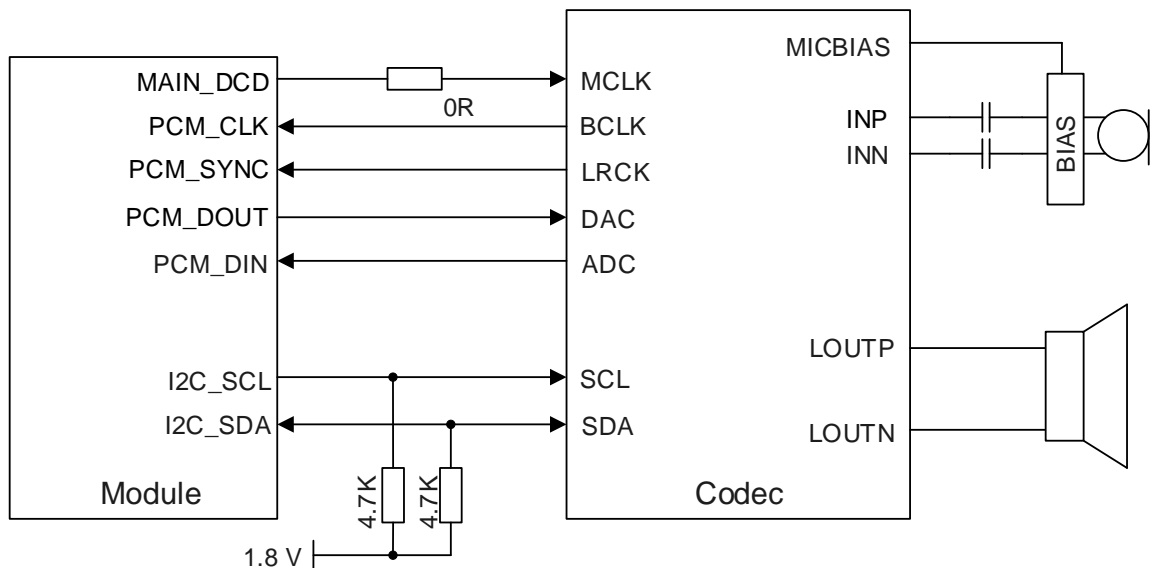 MICBIAS
MAIN_DCD
MCLK
0R
PCM_CLK
BCLK
INP
PCM_SYNC
LRCK
INN
BIAS
PCM_DOUT
DAC
PCM_DIN
ADC
LOUTP
I2C_SCL
SCL
I2C_SDA
SDA
LOUTN
Module
4.7K
4.7K
Codec
1.8 V